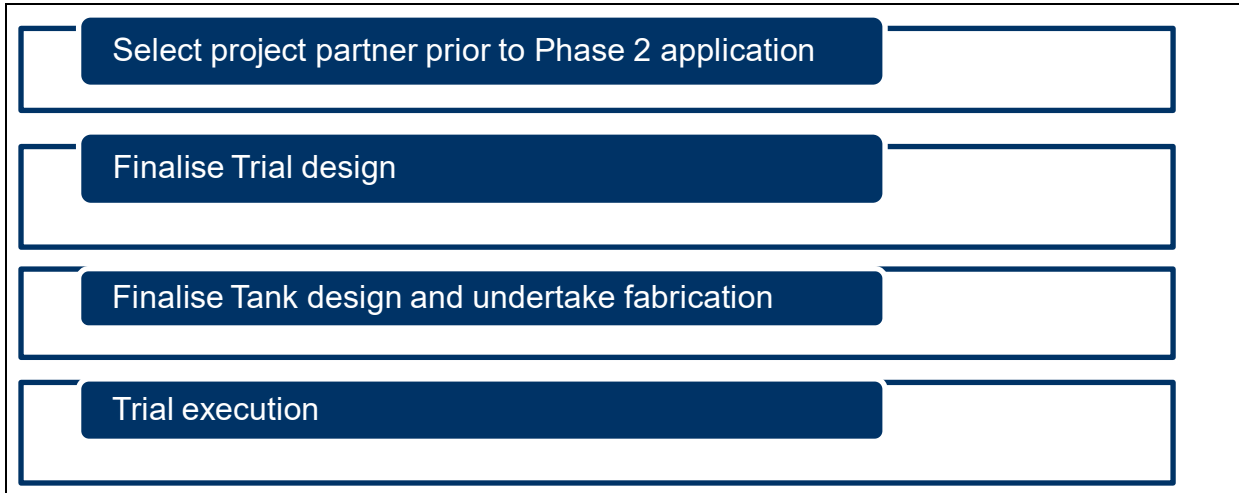 Select project partner prior to Phase 2 application
Finalise Trial design
Finalise Tank design and undertake fabrication
Trial execution